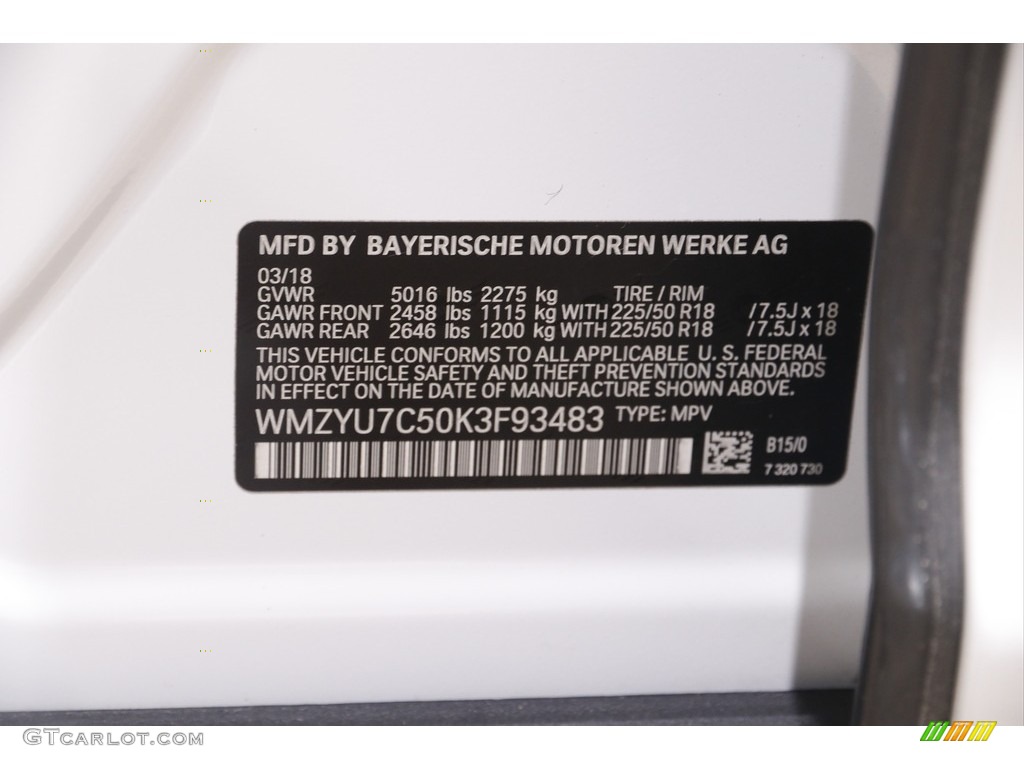 MFD BY BAYERISCHE MOTOREN WERKE AG
03/18
GVWR 5016 lbs 2275 kg TIRE / RIM
GAWR FRONT 2458 lbs 1115 kg WITH 225/50 R18 / 7.5J x 18
GAWR REAR 2646 lbs 1200 kg WITH 225/50 R18 / 7.5J x 18
THIS VEHICLE CONFORMS TO ALL APPLICABLE U. S. FEDERAL
MOTOR VEHICLE SAFETY AND THEFT PREVENTION STANDARDS
IN EFFECT ON THE DATE OF MANUFACTURE SHOWN ABOVE.
WMZYU7C50K3F93483 TYPE: MPV
B15/0
7 320 730
GTcarlot.com